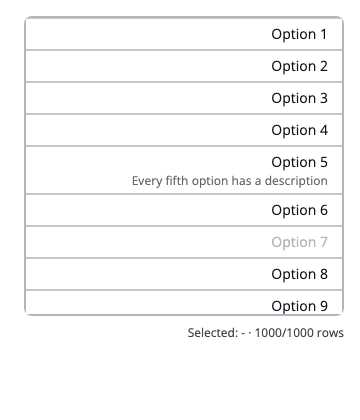 Option 1
Option 2
Option 3
Option 4
Option 5
Every fifth option has a description
Option 6
Option 7
Option 8
Option 9
Selected: - · 1000/1000 rows